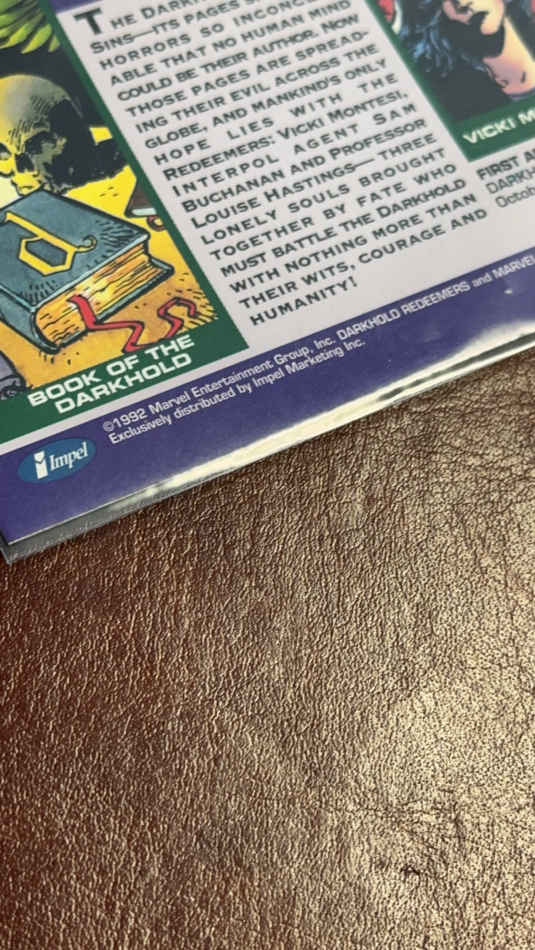 THE DARKH
SINS—ITS PAGES
HORRORS SO INCONCE
ABLE THAT NO HUMAN MIND
COULD BE THEIR AUTHOR. NOW
THOSE PAGES ARE SPREAD-
ING THEIR EVIL ACROSS THE
GLOBE, AND MANKIND'S ONLY
HOPE LIES WITH THE
REDEEMERS: VICKI MONTESI,
INTERPOL AGENT SAM
BUCHANAN AND PROFESSOR
LOUISE HASTINGS—THREE
LONELY SOULS BROUGHT
TOGETHER BY FATE WHO
MUST BATTLE THE DARKHOLD
WITH NOTHING MORE THAN
THEIR WITS, COURAGE AND
HUMANITY!
VICKI M
FIRST A
DARKH
Octob
d
BOOK OF THE
DARKHOLD
©1992 Marvel Entertainment Group, Inc. DARKHOLD REDEEMERS and MARVEL
Exclusively distributed by Impel Marketing Inc.
Impel